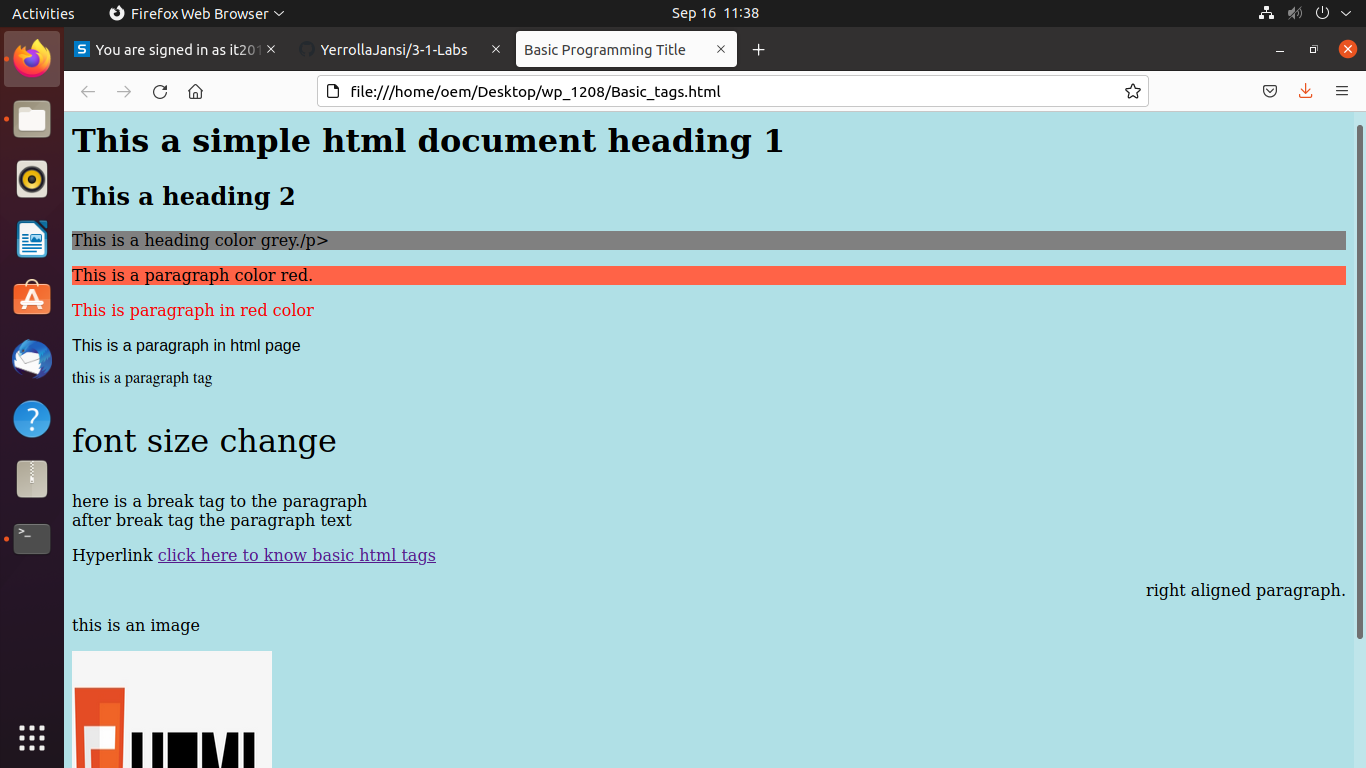 Activities Firefox Web Browser Sep 16 11:38
S You are signed in as it201 YerrollaJansi/3-1-Labs Basic Programming Title
file:///home/oem/Desktop/wp_1208/Basic_tags.html
This a simple html document heading 1
This a heading 2
This is a heading color grey./p>
This is a paragraph color red.
This is paragraph in red color
This is a paragraph in html page
this is a paragraph tag
font size change
here is a break tag to the paragraph
after break tag the paragraph text
Hyperlink click here to know basic html tags
right aligned paragraph.
this is an image
HTML